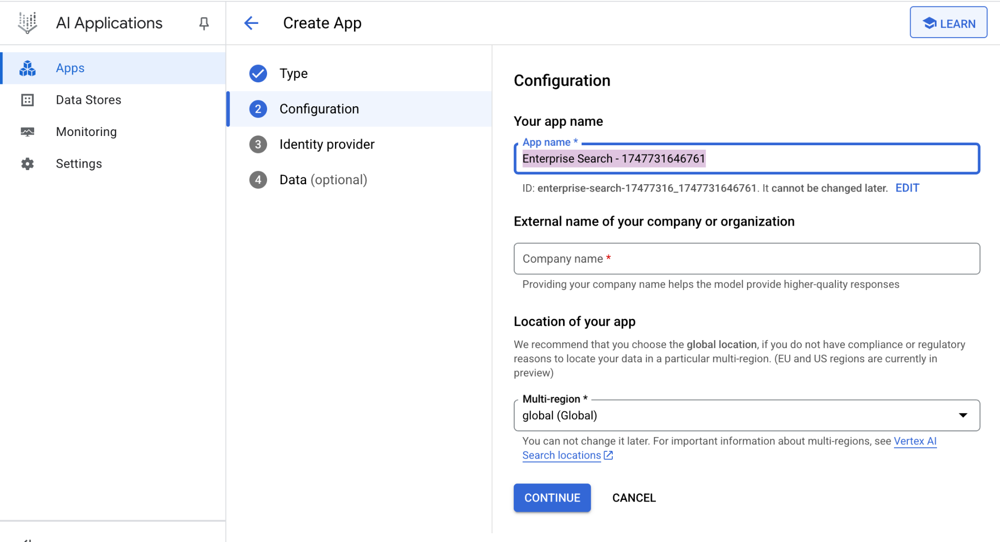 AI Applications
Create App
LEARN
Apps
Data Stores
Monitoring
Settings
Type
2 Configuration
3 Identity provider
4 Data (optional)
Configuration
Your app name
App name *
Enterprise Search - 1747731646761
ID: enterprise-search-17477316_1747731646761. It cannot be changed later. EDIT
External name of your company or organization
Company name *
Providing your company name helps the model provide higher-quality responses
Location of your app
We recommend that you choose the global location, if you do not have compliance or regulatory
reasons to locate your data in a particular multi-region. (EU and US regions are currently in
preview)
Multi-region *
global (Global)
You can not change it later. For important information about multi-regions, see Vertex AI
Search locations
CONTINUE
CANCEL